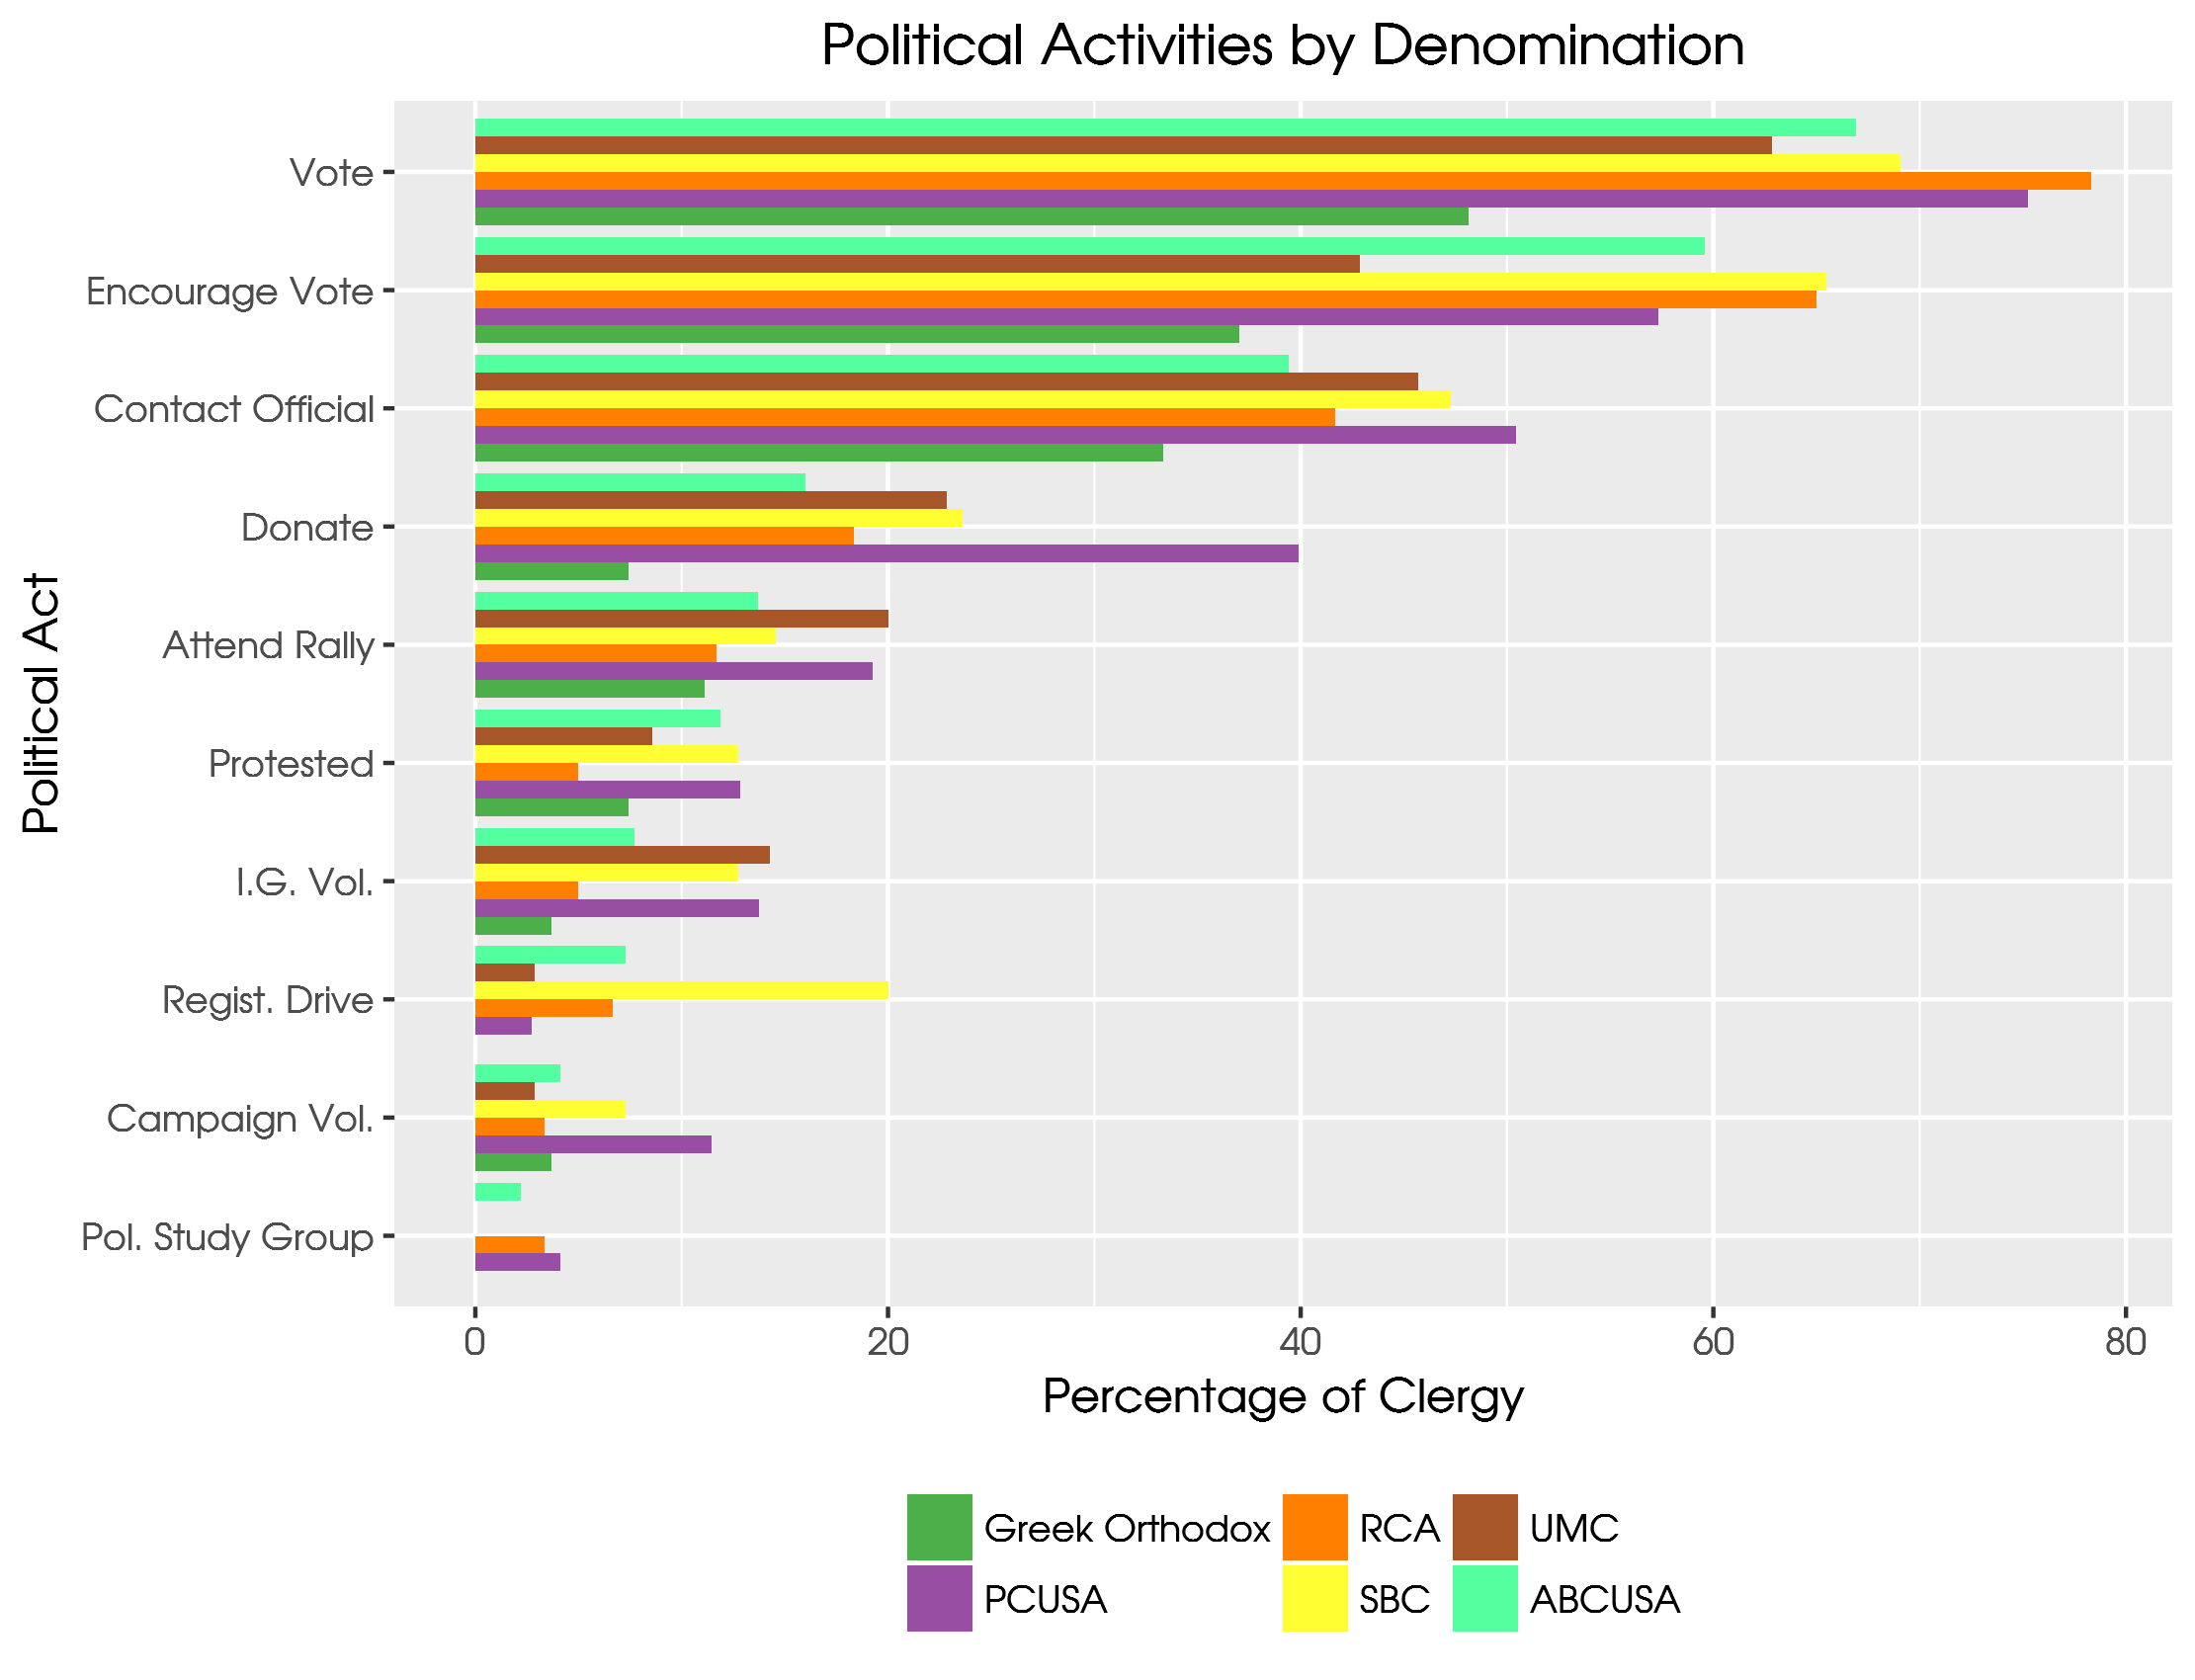 Political Activities by Denomination
Political Act
Vote
Encourage Vote
Contact Official
Donate
Attend Rally
Protested
I.G. Vol.
Regist. Drive
Campaign Vol.
Pol. Study Group
0 20 40 60 80
Percentage of Clergy
Greek Orthodox RCA UMC
PCUSA SBC ABCUSA